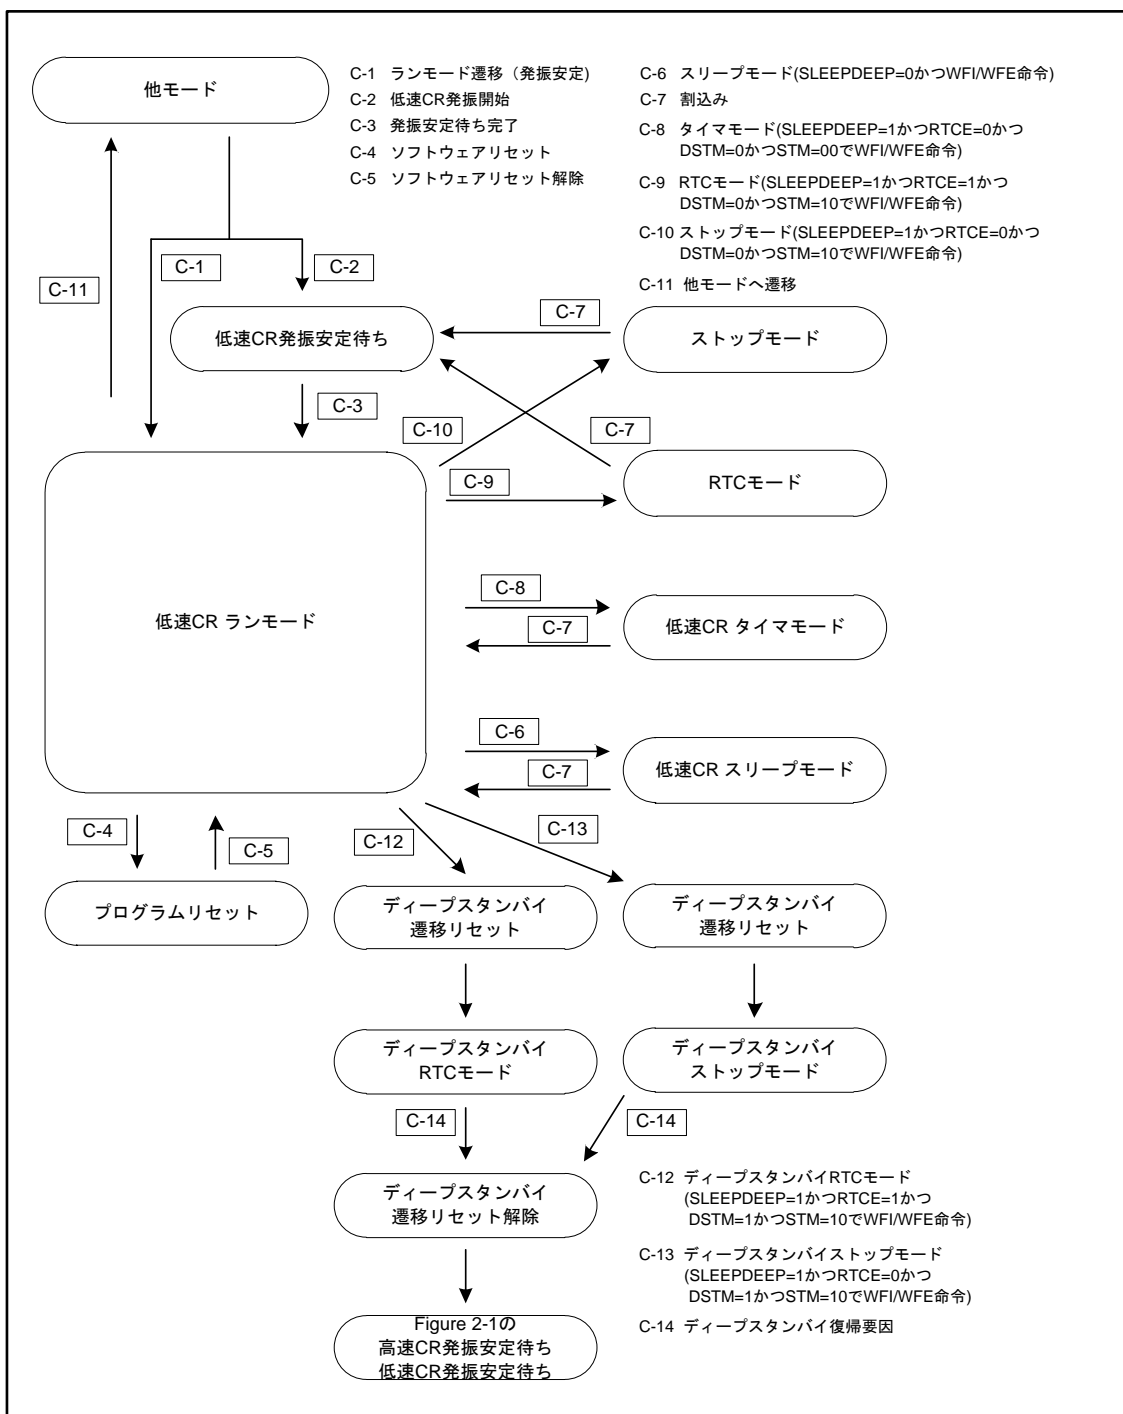 他モード
C-1 ランモード遷移（発振安定)
C-2 低速CR発振開始
C-3 発振安定待ち完了
C-4 ソフトウェアリセット
C-5 ソフトウェアリセット解除
C-6 スリープモード(SLEEPDEEP=0かつWFI/WFE命令)
C-7 割込み
C-8 タイマモード(SLEEPDEEP=1かつRTCE=0かつ
DSTM=0かつSTM=00でWFI/WFE命令)
C-9 RTCモード(SLEEPDEEP=1かつRTCE=1かつ
DSTM=0かつSTM=10でWFI/WFE命令)
C-10 ストップモード(SLEEPDEEP=1かつRTCE=0かつ
DSTM=0かつSTM=10でWFI/WFE命令)
C-11 他モードへ遷移
C-11
C-1
C-2
低速CR発振安定待ち
C-7
ストップモード
C-3
C-10
C-7
C-9
RTCモード
低速CR ランモード
C-8
C-7
低速CR タイマモード
C-6
C-7
低速CR スリープモード
C-4
C-5
C-12
C-13
プログラムリセット
ディープスタンバイ
遷移リセット
ディープスタンバイ
遷移リセット
ディープスタンバイ
RTCモード
ディープスタンバイ
ストップモード
C-14
C-14
ディープスタンバイ
遷移リセット解除
C-12 ディープスタンバイRTCモード
(SLEEPDEEP=1かつRTCE=1かつ
DSTM=1かつSTM=10でWFI/WFE命令)
C-13 ディープスタンバイストップモード
(SLEEPDEEP=1かつRTCE=0かつ
DSTM=1かつSTM=10でWFI/WFE命令)
C-14 ディープスタンバイ復帰要因
Figure 2-1の
高速CR発振安定待ち
低速CR発振安定待ち